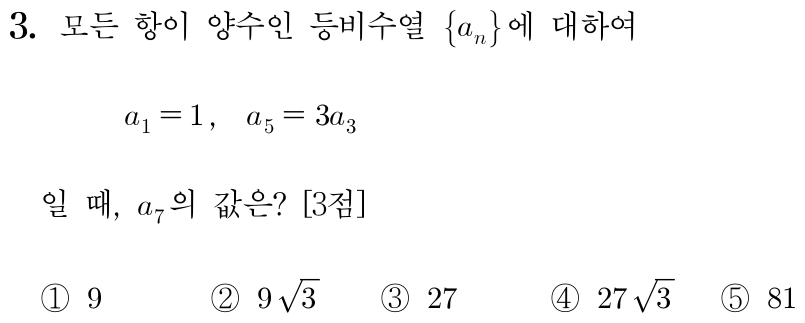 3. 모든 항이 양수인 등비수열 {aₙ}에 대하여
a₁ = 1, a₅ = 3a₃
일 때, a₇의 값은? [3점]
① 9 ② 9√3 ③ 27 ④ 27√3 ⑤ 81